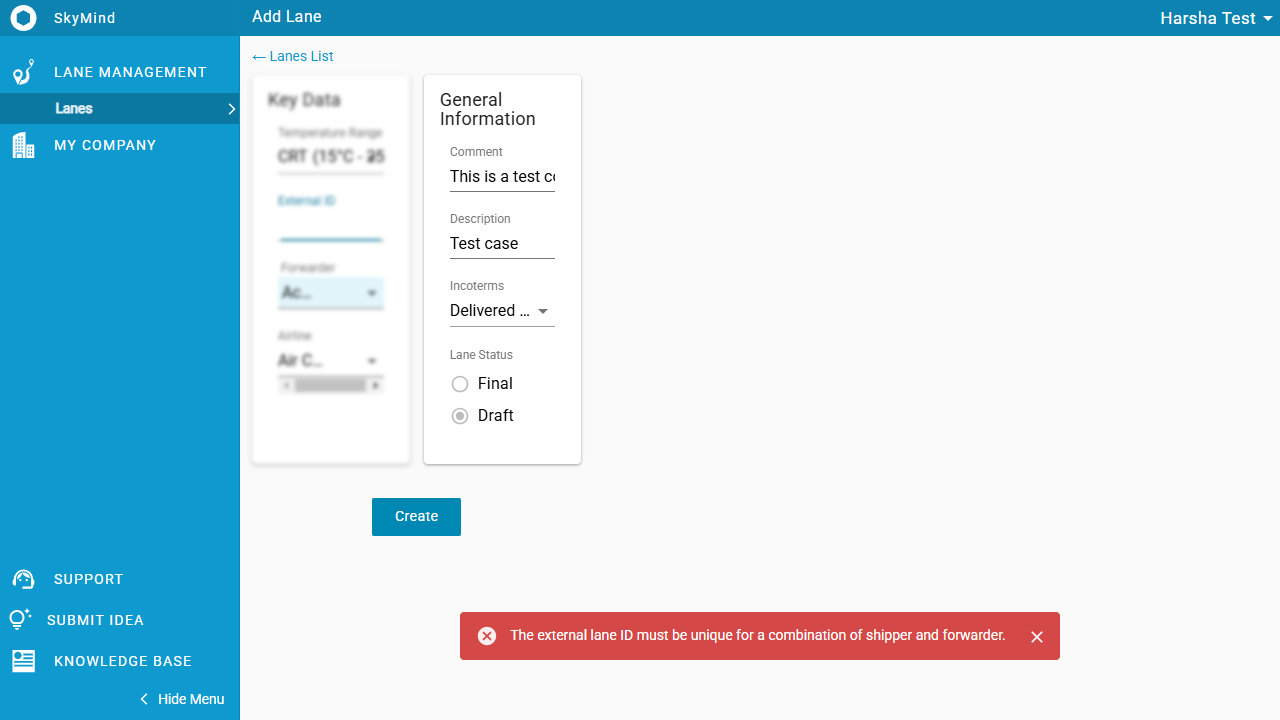 SkyMind
Add Lane
Harsha Test
LANE MANAGEMENT
Lanes
MY COMPANY
SUPPORT
SUBMIT IDEA
KNOWLEDGE BASE
Hide Menu
← Lanes List
Key Data
Temperature Range
CRT (15°C - 25
External ID
Forwarder
Ac...
Airline
Air C...
General
Information
Comment
This is a test co
Description
Test case
Incoterms
Delivered ...
Lane Status
Final
Draft
Create
The external lane ID must be unique for a combination of shipper and forwarder.